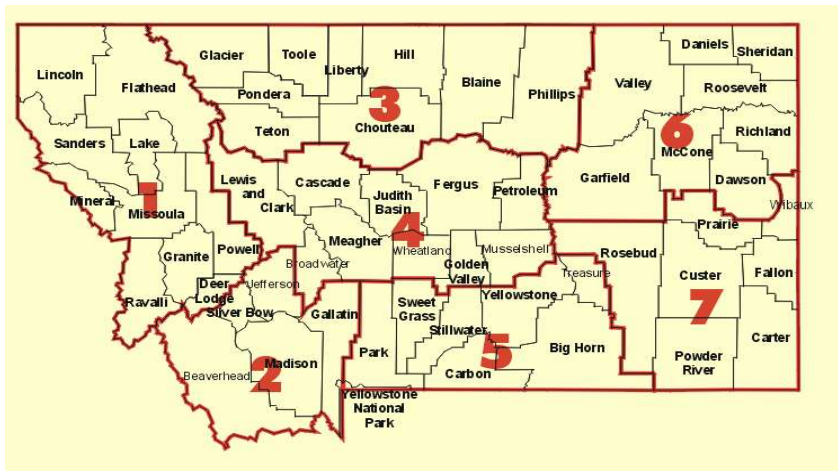 Glacier
Toole
Liberty
Hill
Blaine
Phillips
Valley
Daniels
Sheridan
Roosevelt
Lincoln
Flathead
Pondera
3
Teton
Chouteau
Sanders
Lake
6
Richland
McCone
Garfield
Dawson
Lewis
and
Clark
Cascade
Judith
Basin
Fergus
Petroleum
Mineral
1
Missoula
Wibaux
Prairie
4
Meagher
Wheatland
Musselshell
Golden
Valley
Granite
Powell
Broadwater
Rosebud
Treasure
Custer
Fallon
Deer
Lodge
Jefferson
Silver Bow
Ravalli
Gallatin
Sweet
Grass
Yellowstone
Stillwater
7
Park
5
Big Horn
Carter
Madison
2
Beaverhead
Carbon
Powder
River
Yellowstone
National
Park